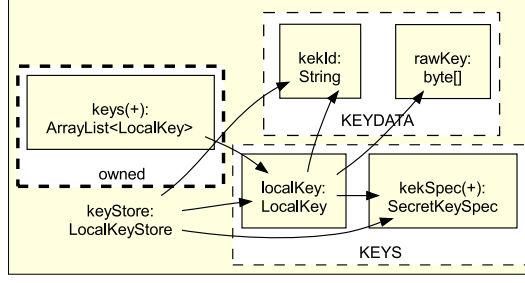 kekId:
String
rawKey:
byte[]
KEYDATA
keys(+):
ArrayList<LocalKey>
owned
keyStore:
LocalKeyStore
localKey:
LocalKey
kekSpec(+):
SecretKeySpec
KEYS